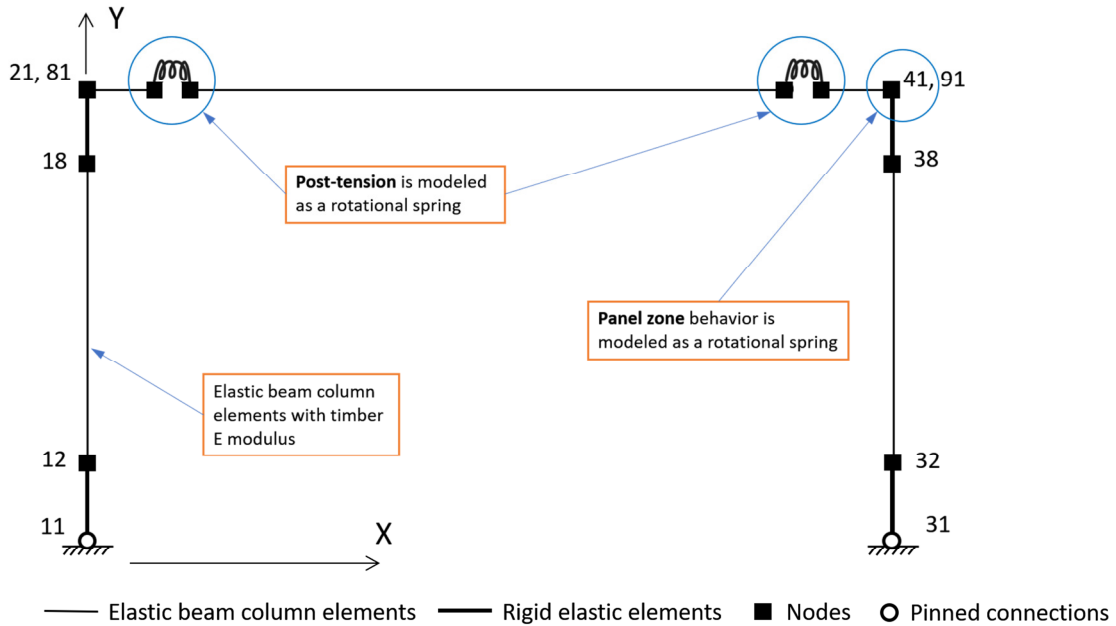 Y
21, 81
41, 91
18
38
Post-tension is modeled
as a rotational spring
Panel zone behavior is
modeled as a rotational spring
Elastic beam column
elements with timber
E modulus
12
32
11
31
X
Elastic beam column elements
Rigid elastic elements
Nodes
Pinned connections